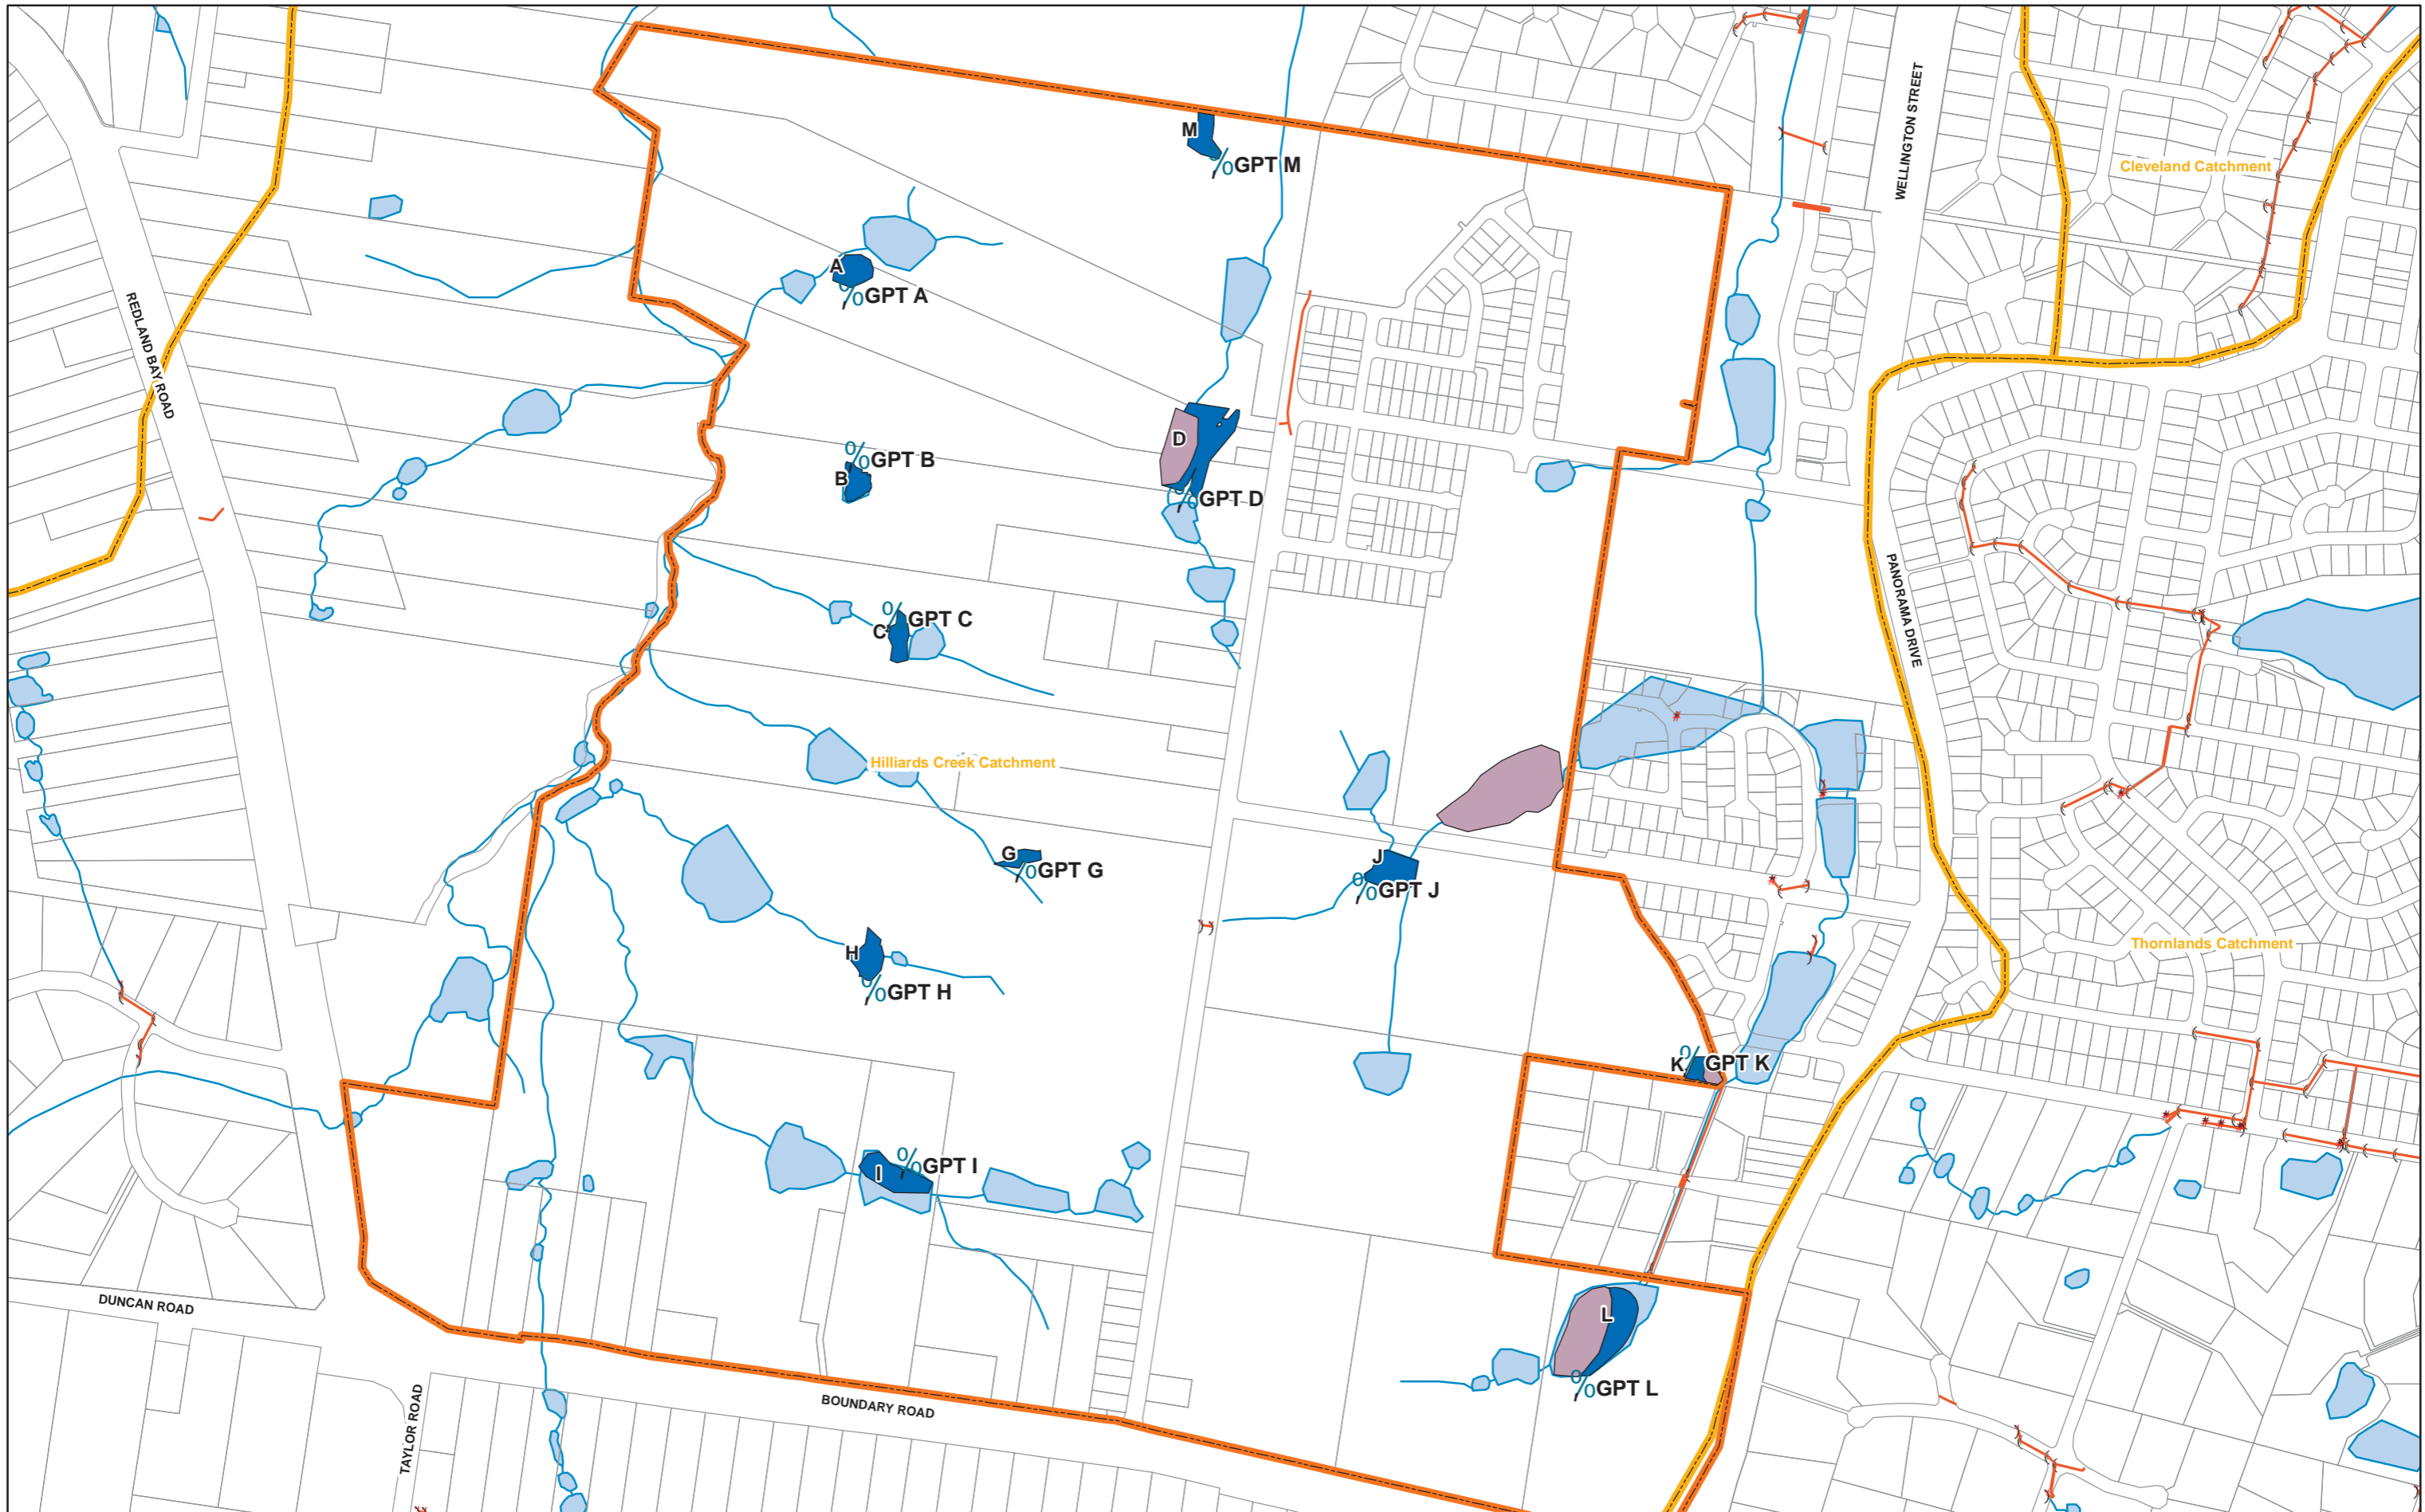 WELLINGTON STREET
M
%GPT M
Cleveland Catchment
A
%GPT A
REDLAND BAY ROAD
D
%GPT B
B
%GPT D
PANORAMA DRIVE
%GPT C
C
Hilliards Creek Catchment
G
%GPT G
J
%GPT J
Thornlands Catchment
H
%GPT H
K
%GPT K
%GPT I
I
DUNCAN ROAD
L
%GPT L
BOUNDARY ROAD
TAYLOR ROAD